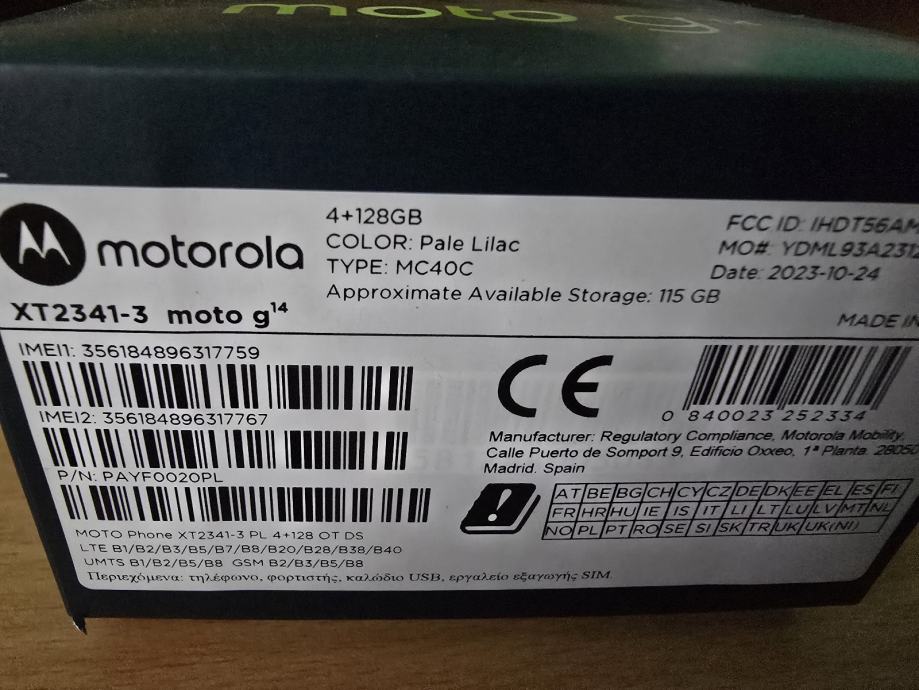 moto g
motorola
4+128GB
COLOR: Pale Lilac
TYPE: MC40C
Approximate Available Storage: 115 GB
FCC ID: IHDT56AM
MO#: YDML93A2312
Date: 2023-10-24
MADE IN
XT2341-3 moto g14
IMEI1: 356184896317759
IMEI2: 356184896317767
P/N: PAYF0020PL
MOTO Phone XT2341-3 PL 4+128 OT DS
LTE B1/B2/B3/B5/B7/B8/B20/B28/B38/B40
UMTS B1/B2/B5/B8 GSM B2/B3/B5/B8
Περιεχόμενα: τηλέφωνο, φορτιστής, καλώδιο USB, εργαλείο εξαγωγής SIM.
CE
0 840023 252334
Manufacturer: Regulatory Compliance, Motorola Mobility,
Calle Puerto de Somport 9, Edificio Oxxeo, 1ª Planta. 28050
Madrid. Spain
AT BE BG CH CY CZ DE DK EE EL ES FI
FR HR HU IE IS IT LI LT LU LV MT NL
NO PL PT RO SE SI SK TR UK UK(NI)